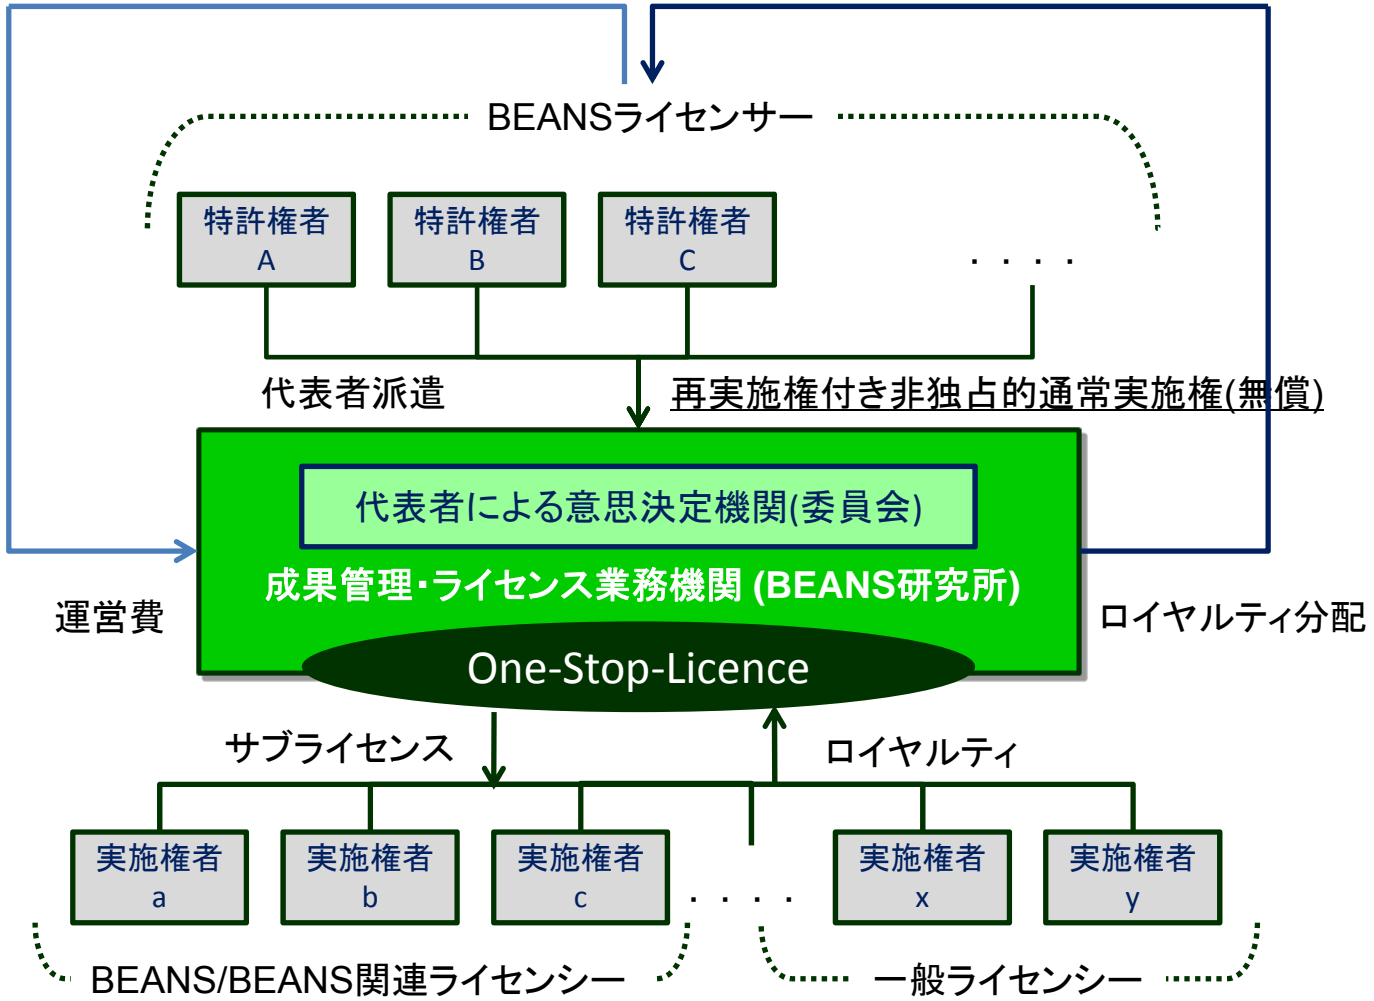 BEANSライセンサー
特許権者
A
特許権者
B
特許権者
C
・・・・
代表者派遣
再実施権付き非独占的通常実施権(無償)
代表者による意思決定機関(委員会)
成果管理・ライセンス業務機関 (BEANS研究所)
運営費
ロイヤルティ分配
One-Stop-Licence
サブライセンス
ロイヤルティ
実施権者
a
実施権者
b
実施権者
c
・・・・
実施権者
x
実施権者
y
BEANS/BEANS関連ライセンシー
一般ライセンシー